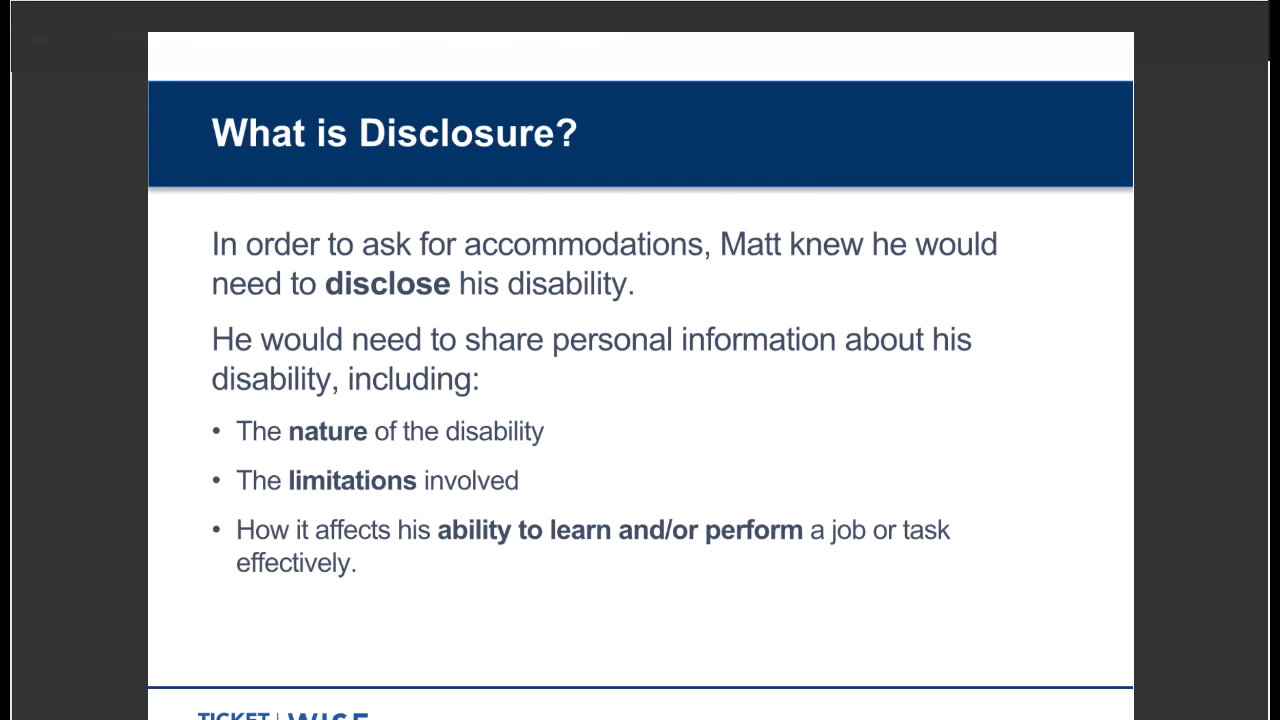 What is Disclosure?
In order to ask for accommodations, Matt knew he would
need to disclose his disability.
He would need to share personal information about his
disability, including:
• The nature of the disability
• The limitations involved
• How it affects his ability to learn and/or perform a job or task
effectively.
TICKET | WISE